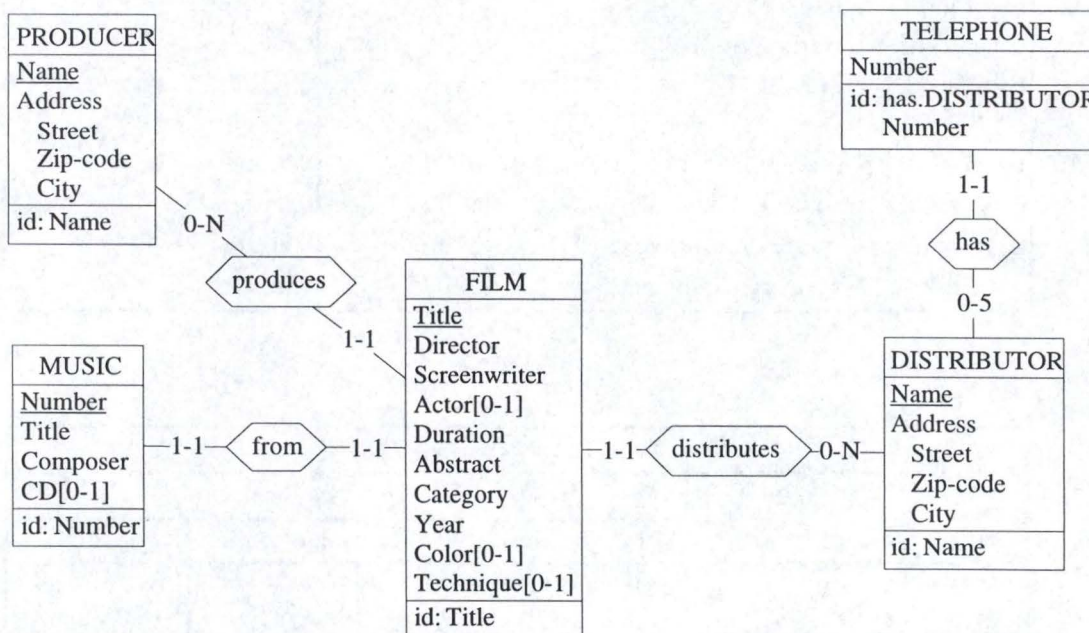 PRODUCER
Name
Address
Street
Zip-code
City
id: Name
0-N
produces
1-1
MUSIC
Number
Title
Composer
CD[0-1]
id: Number
1-1
from
1-1
FILM
Title
Director
Screenwriter
Actor[0-1]
Duration
Abstract
Category
Year
Color[0-1]
Technique[0-1]
id: Title
1-1
distributes
0-N
TELEPHONE
Number
id: has.DISTRIBUTOR
Number
1-1
has
0-5
DISTRIBUTOR
Name
Address
Street
Zip-code
City
id: Name